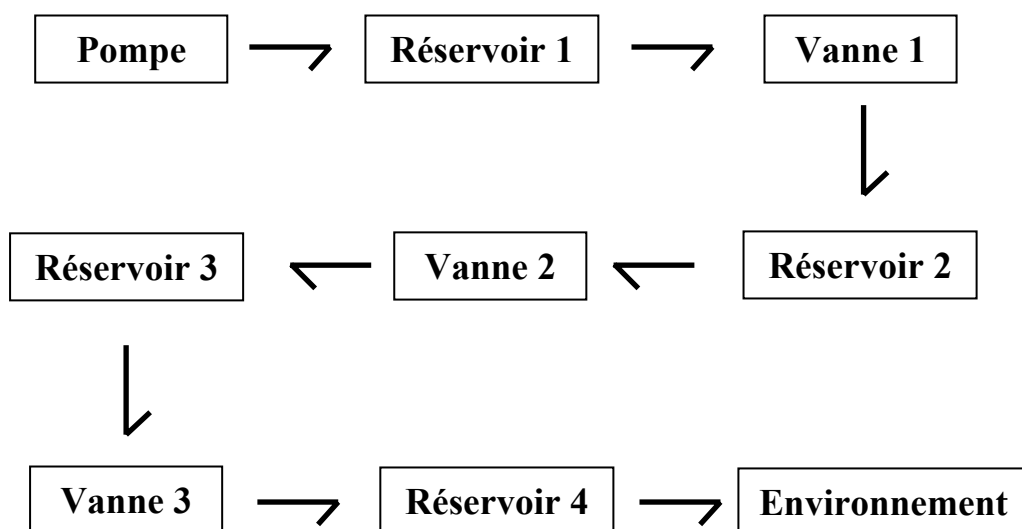 Pompe
Réservoir 1
Vanne 1
Réservoir 2
Vanne 2
Réservoir 3
Vanne 3
Réservoir 4
Environnement